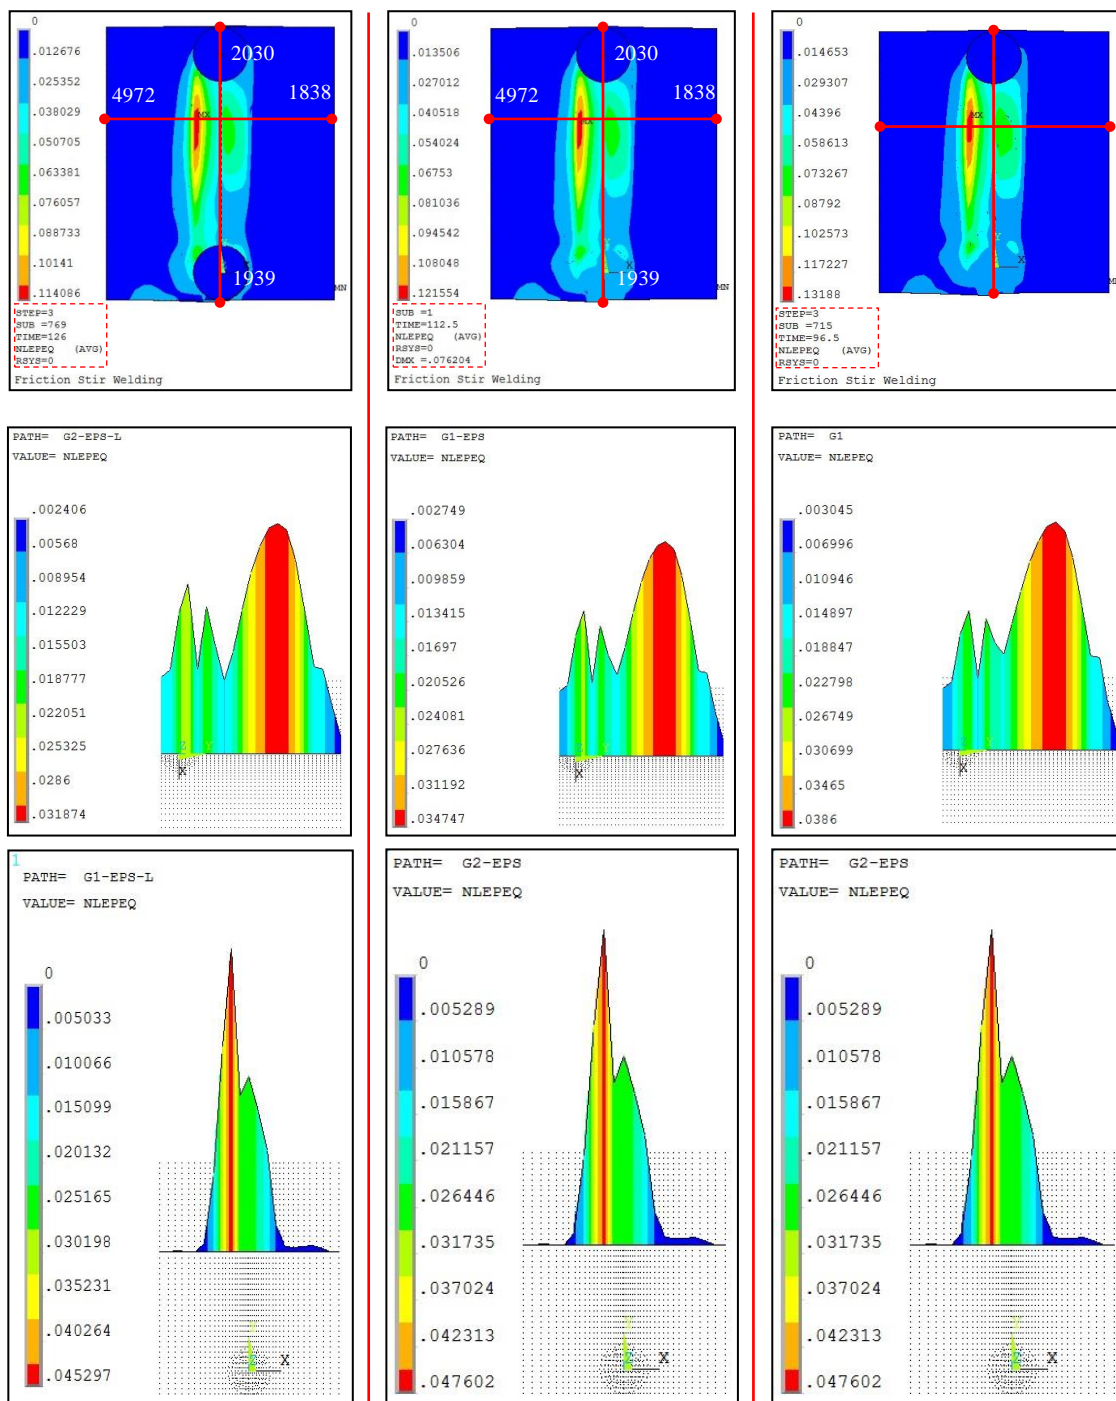 0
.012676
.025352
.038029
.050705
.063381
.076057
.088733
.10141
.114086
2030
4972
1838
MX
Y
X
1939
MN
STEP=3
SUB =769
TIME=126
NLEPEQ (AVG)
RSYS=0
Friction Stir Welding
0
.013506
.027012
.040518
.054024
.06753
.081036
.094542
.108048
.121554
2030
4972
1838
MX
Y
X
1939
MN
SUB =1
TIME=112.5
NLEPEQ (AVG)
RSYS=0
DMX =.076204
Friction Stir Welding
0
.014653
.029307
.04396
.058613
.073267
.08792
.102573
.117227
.13188
MX
Y
X
MN
STEP=3
SUB =715
TIME=96.5
NLEPEQ (AVG)
RSYS=0
Friction Stir Welding
PATH= G2-EPS-L
VALUE= NLEPEQ
.002406
.00568
.008954
.012229
.015503
.018777
.022051
.025325
.0286
.031874
Z Y
X
PATH= G1-EPS
VALUE= NLEPEQ
.002749
.006304
.009859
.013415
.01697
.020526
.024081
.027636
.031192
.034747
Z Y
X
PATH= G1
VALUE= NLEPEQ
.003045
.006996
.010946
.014897
.018847
.022798
.026749
.030699
.03465
.0386
Z Y
X
1
PATH= G1-EPS-L
VALUE= NLEPEQ
0
.005033
.010066
.015099
.020132
.025165
.030198
.035231
.040264
.045297
Y
Z X
PATH= G2-EPS
VALUE= NLEPEQ
0
.005289
.010578
.015867
.021157
.026446
.031735
.037024
.042313
.047602
Y
Z X
PATH= G2-EPS
VALUE= NLEPEQ
0
.005289
.010578
.015867
.021157
.026446
.031735
.037024
.042313
.047602
Y
Z X